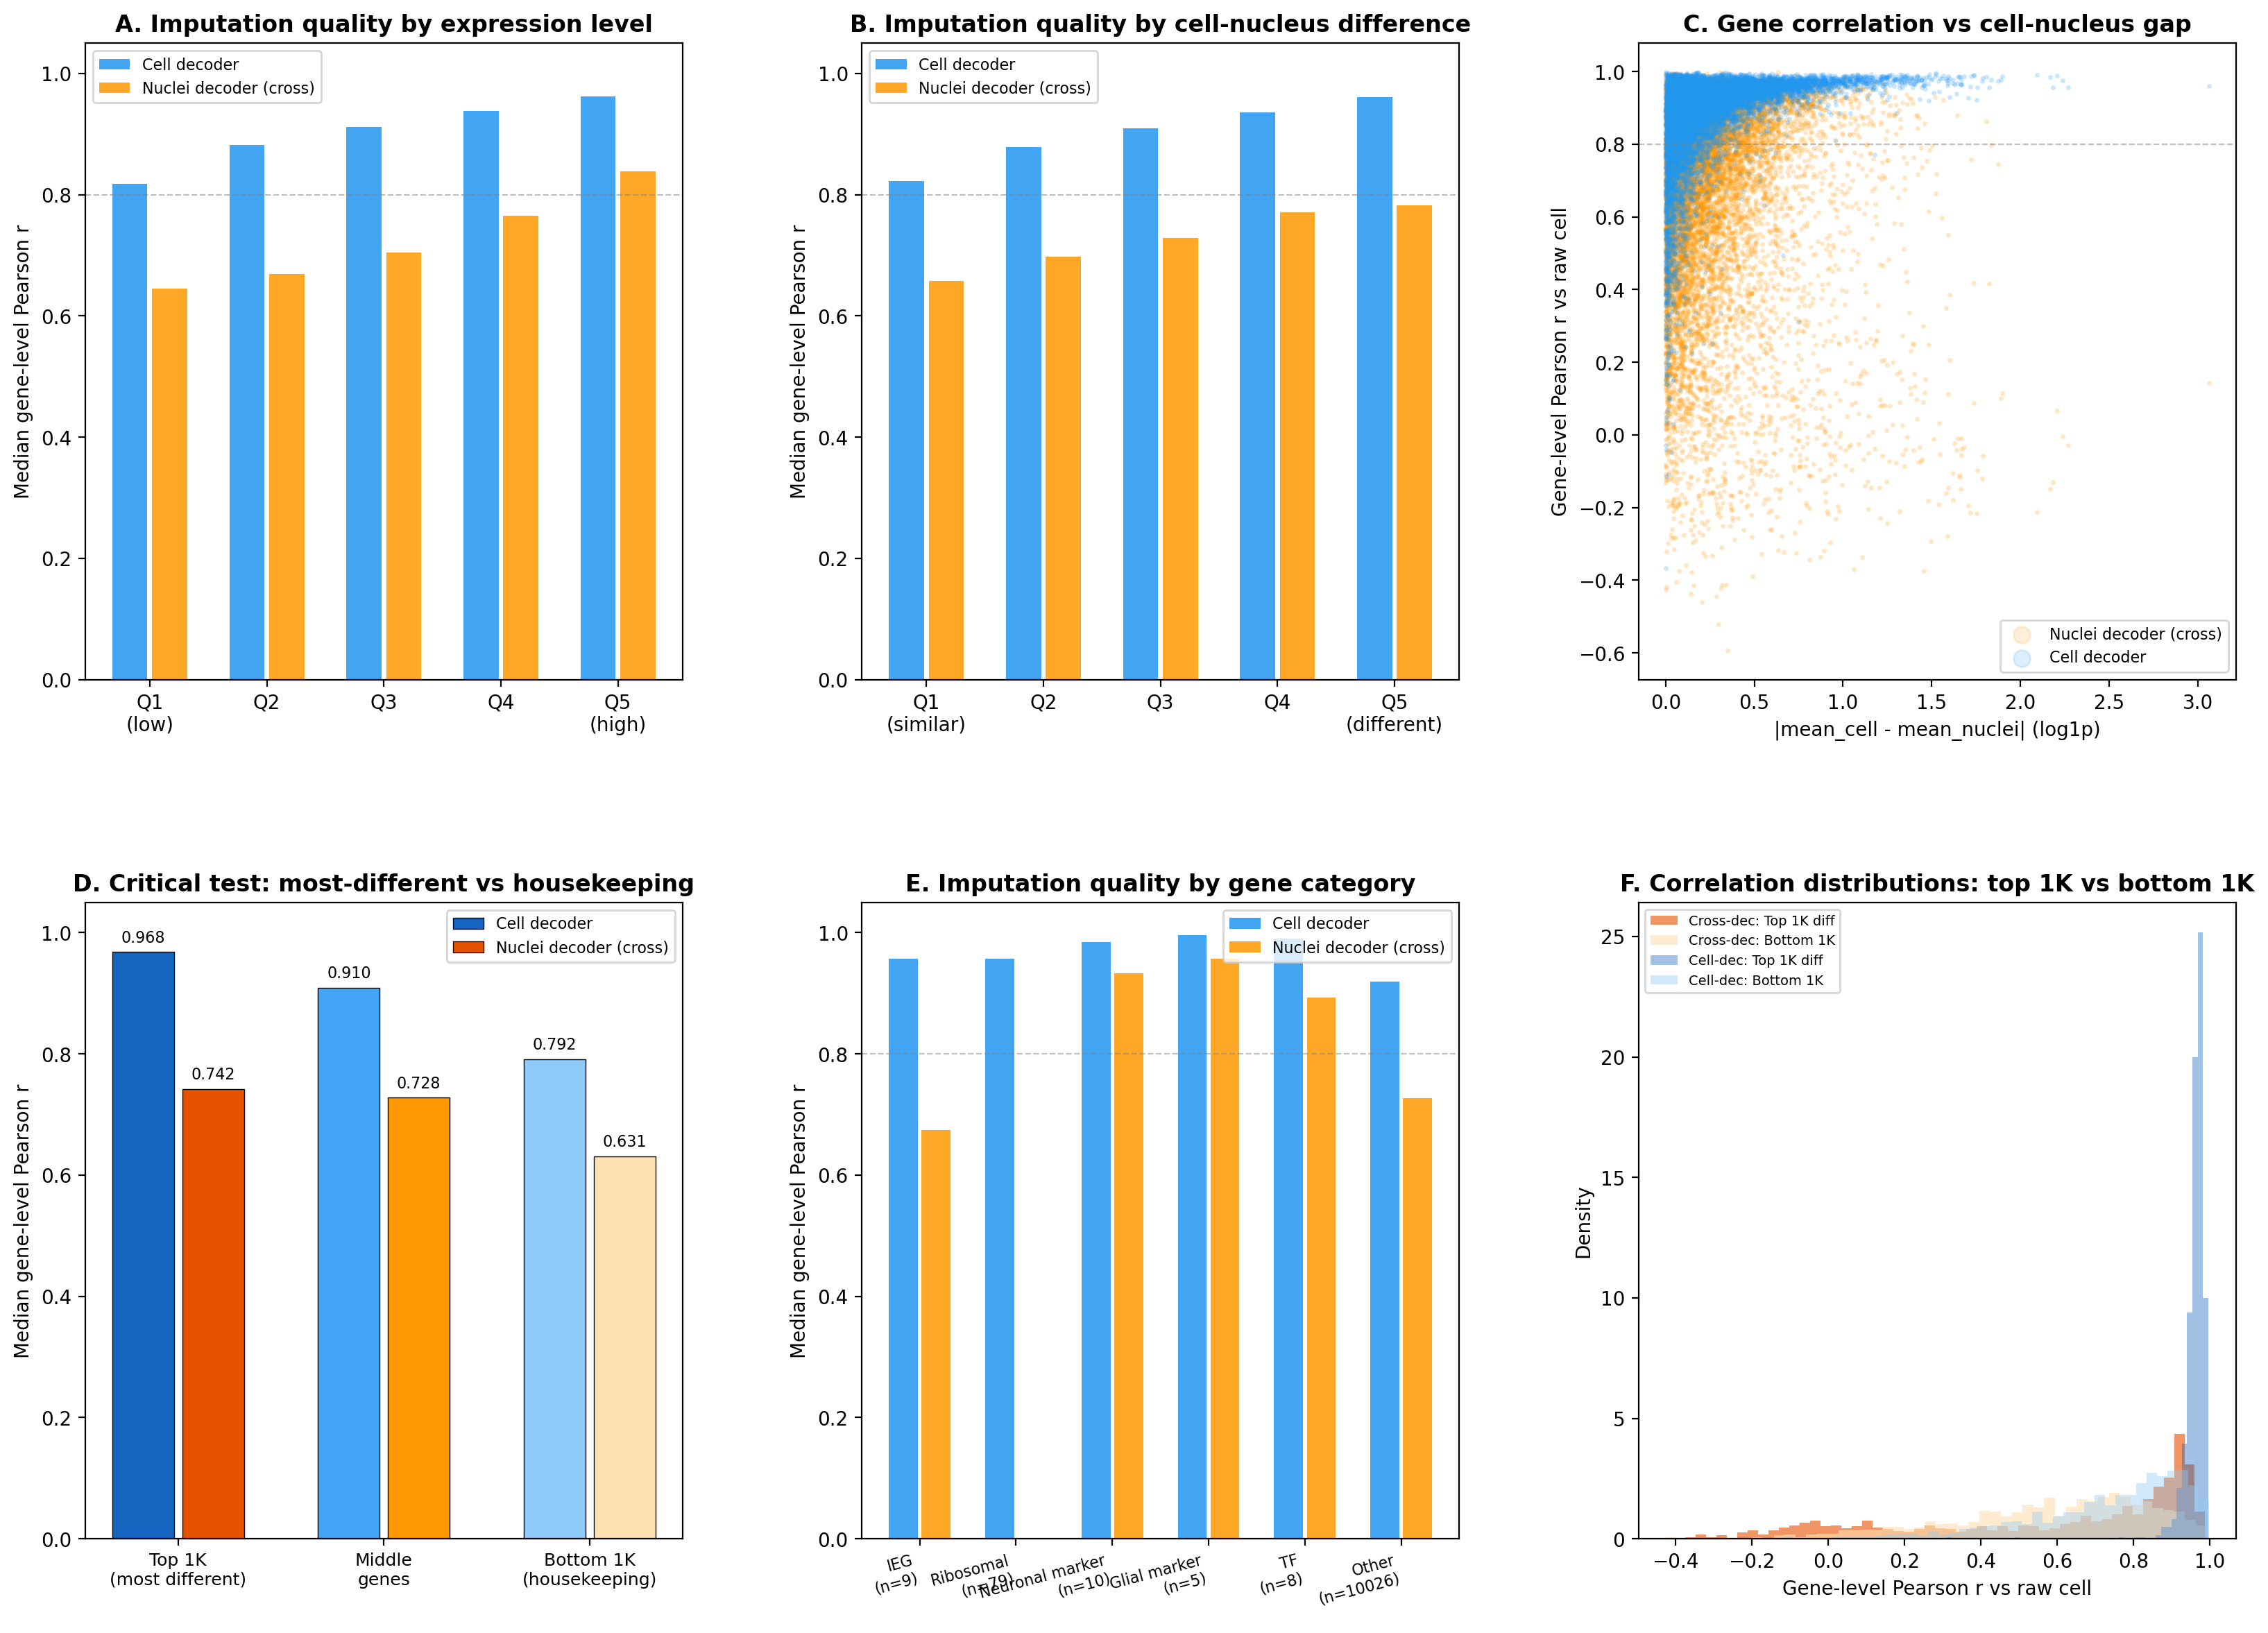 A. Imputation quality by expression level
Cell decoder
Nuclei decoder (cross)
Median gene-level Pearson r
1.0
0.8
0.6
0.4
0.2
0.0
Q1
(low)
Q2
Q3
Q4
Q5
(high)
B. Imputation quality by cell-nucleus difference
Cell decoder
Nuclei decoder (cross)
Median gene-level Pearson r
1.0
0.8
0.6
0.4
0.2
0.0
Q1
(similar)
Q2
Q3
Q4
Q5
(different)
C. Gene correlation vs cell-nucleus gap
Gene-level Pearson r vs raw cell
1.0
0.8
0.6
0.4
0.2
0.0
−0.2
−0.4
−0.6
Nuclei decoder (cross)
Cell decoder
0.0 0.5 1.0 1.5 2.0 2.5 3.0
|mean_cell - mean_nuclei| (log1p)
D. Critical test: most-different vs housekeeping
Cell decoder
Nuclei decoder (cross)
Median gene-level Pearson r
1.0
0.8
0.6
0.4
0.2
0.0
0.968
0.742
0.910
0.728
0.792
0.631
Top 1K
(most different)
Middle
genes
Bottom 1K
(housekeeping)
E. Imputation quality by gene category
Cell decoder
Nuclei decoder (cross)
Median gene-level Pearson r
1.0
0.8
0.6
0.4
0.2
0.0
IEG
(n=9)
Ribosomal
(n=79)
Neuronal marker
(n=10)
Glial marker
(n=5)
TF
(n=8)
Other
(n=10026)
F. Correlation distributions: top 1K vs bottom 1K
Cross-dec: Top 1K diff
Cross-dec: Bottom 1K
Cell-dec: Top 1K diff
Cell-dec: Bottom 1K
Density
25
20
15
10
5
0
−0.4 −0.2 0.0 0.2 0.4 0.6 0.8 1.0
Gene-level Pearson r vs raw cell